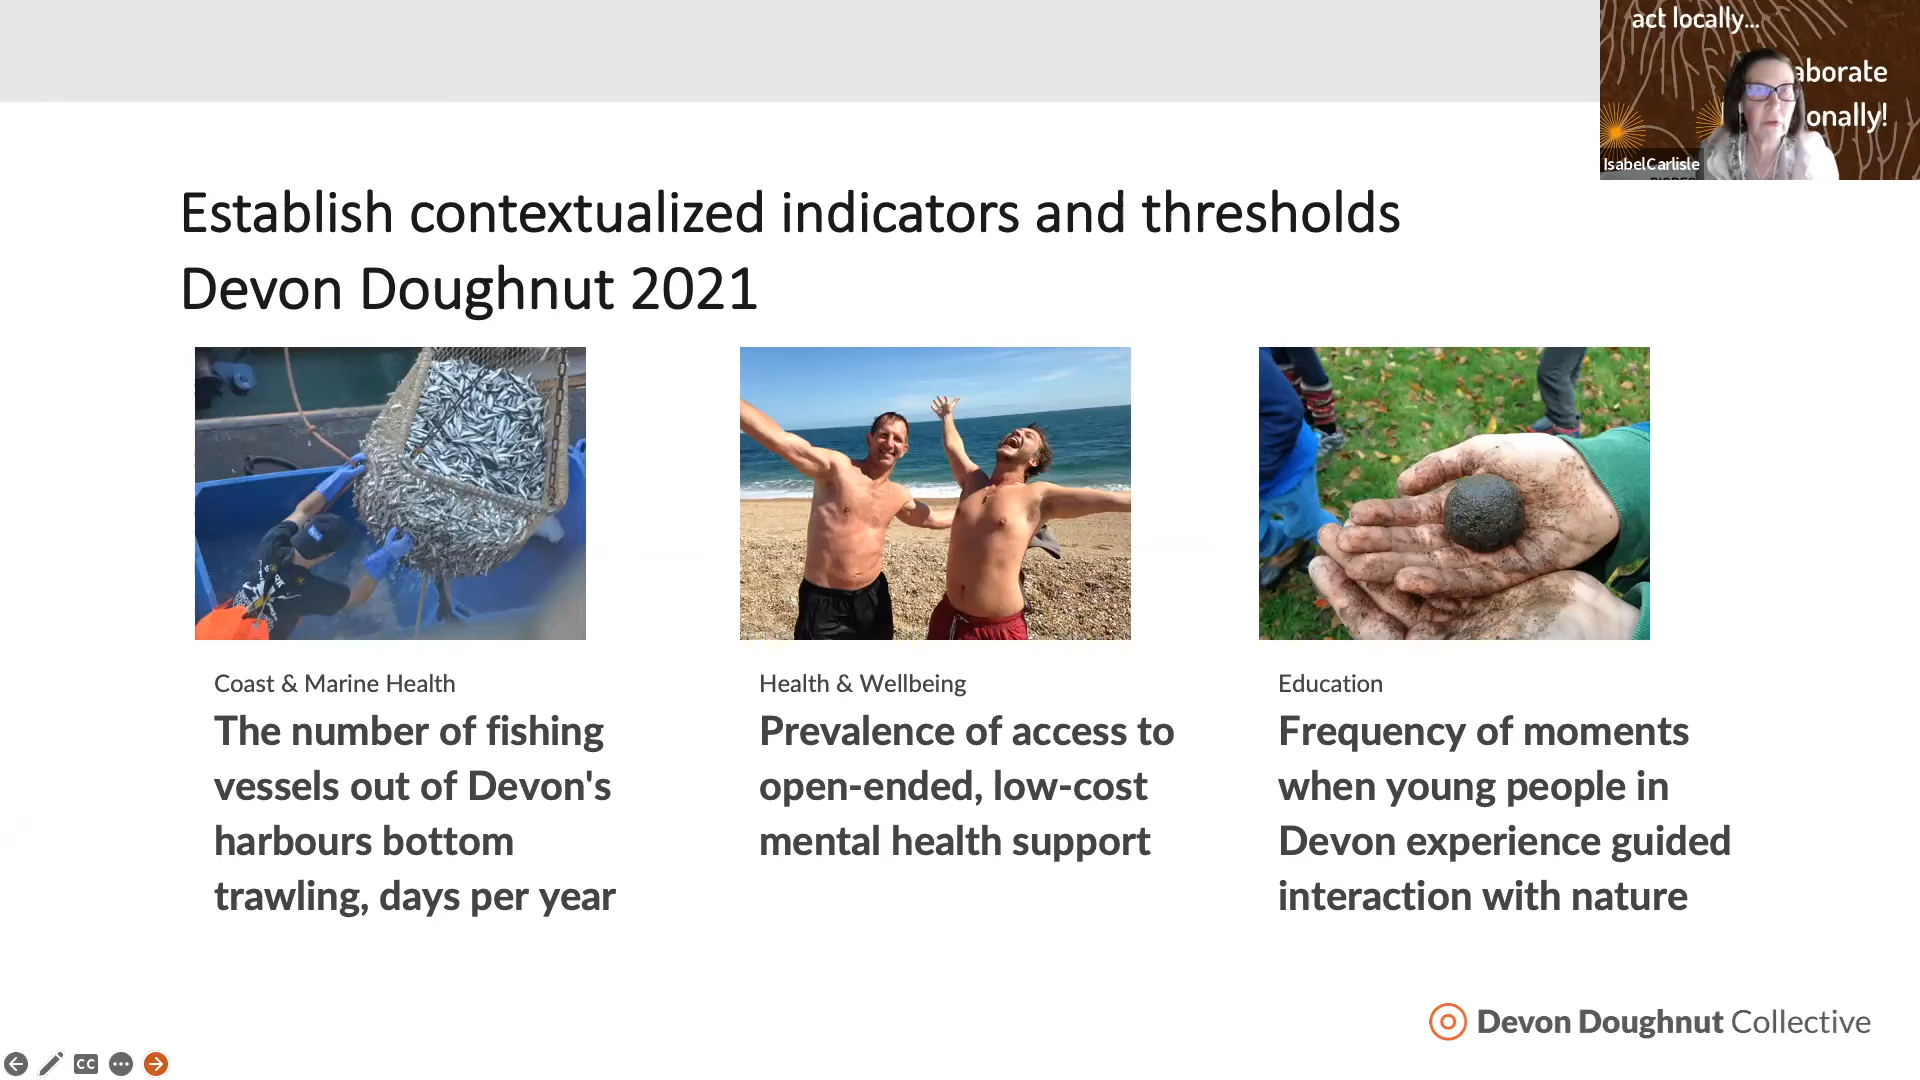 act locally...
aborate
onally!
IsabelCarlisle
Establish contextualized indicators and thresholds
Devon Doughnut 2021
Coast & Marine Health
The number of fishing
vessels out of Devon's
harbours bottom
trawling, days per year
Health & Wellbeing
Prevalence of access to
open-ended, low-cost
mental health support
Education
Frequency of moments
when young people in
Devon experience guided
interaction with nature
Devon Doughnut Collective
CC